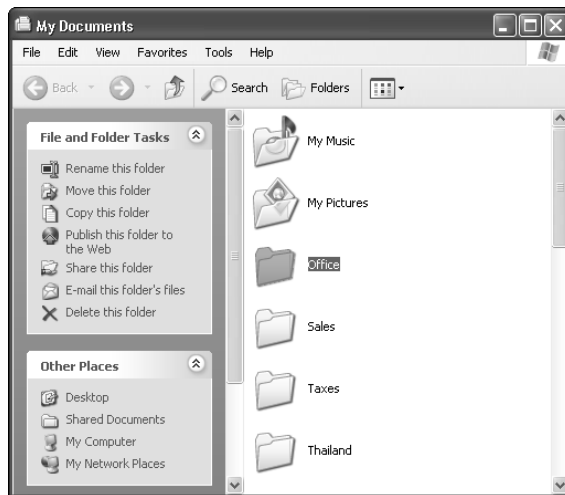 My Documents
File Edit View Favorites Tools Help
Back Search Folders
File and Folder Tasks
Rename this folder
Move this folder
Copy this folder
Publish this folder to
the Web
Share this folder
E-mail this folder's files
Delete this folder
Other Places
Desktop
Shared Documents
My Computer
My Network Places
My Music
My Pictures
Office
Sales
Taxes
Thailand